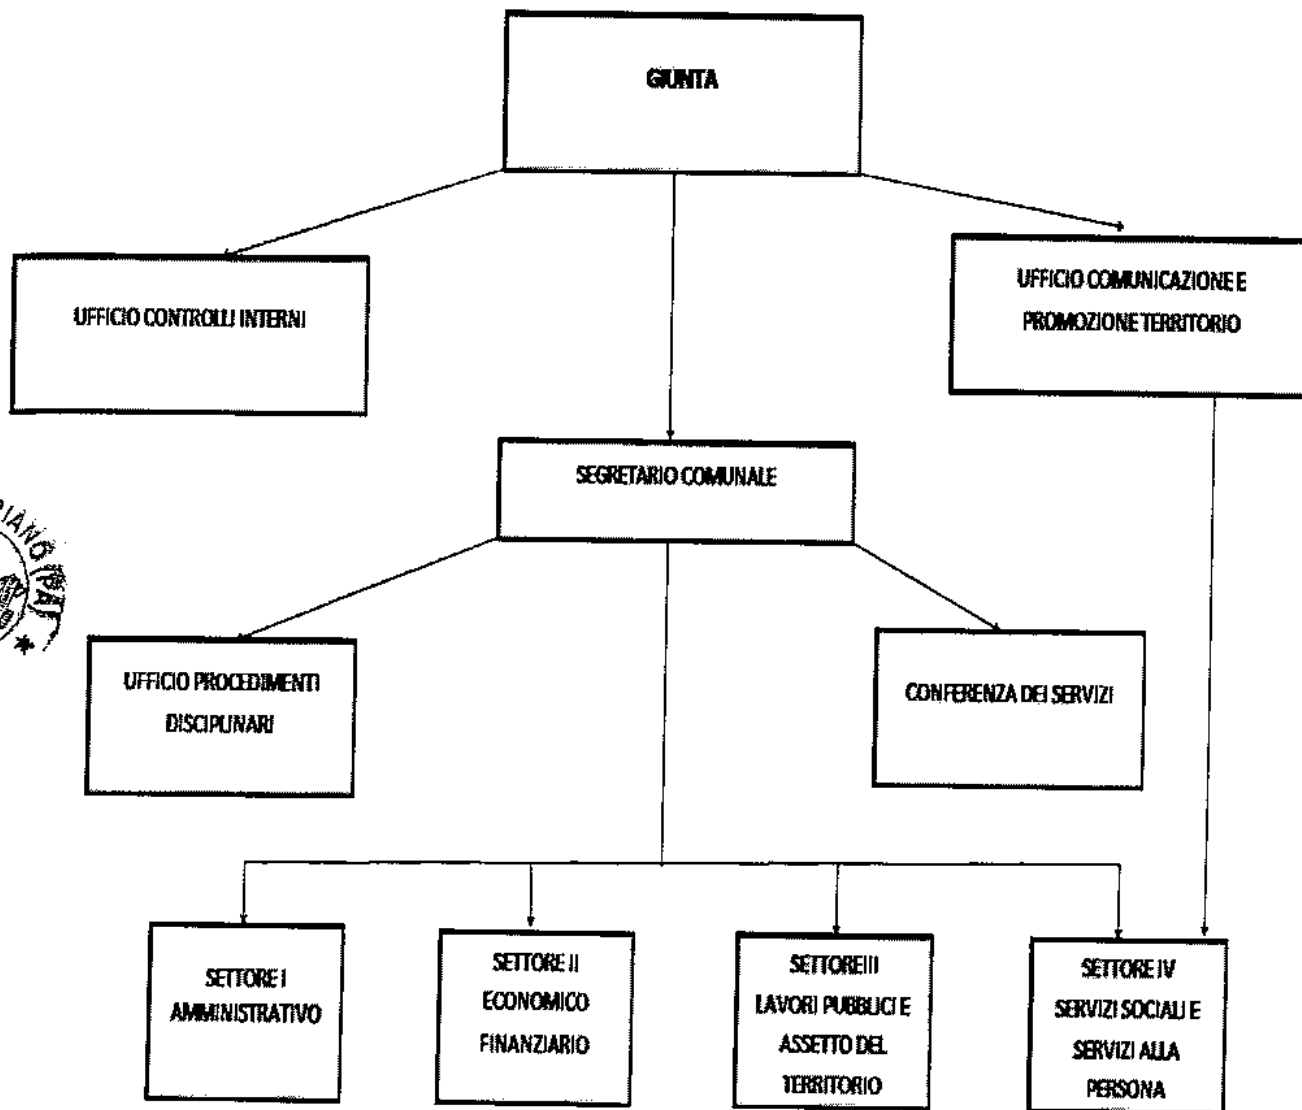 GIUNTA
UFFICIO CONTROLLI INTERNI
UFFICIO COMUNICAZIONE E
PROMOZIONE TERRITORIO
SEGRETARIO COMUNALE
UFFICIO PROCEDIMENTI
DISCIPLINARI
CONFERENZA DEI SERVIZI
SETTORE I
AMMINISTRATIVO
SETTORE II
ECONOMICO
FINANZIARIO
SETTORE III
LAVORI PUBBLICI E
ASSETTO DEL
TERRITORIO
SETTORE IV
SERVIZI SOCIALI E
SERVIZI ALLA
PERSONA